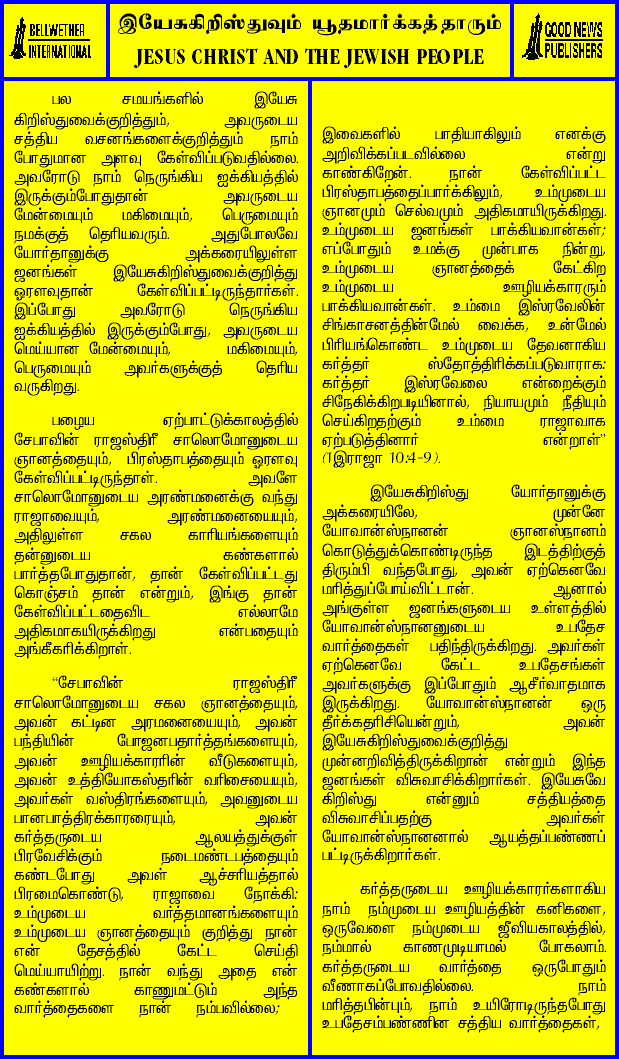 BELLWETHER
INTERNATIONAL
இயேசுகிறிஸ்துவும் யூதமார்க்கத்தாரும்
JESUS CHRIST AND THE JEWISH PEOPLE
GOOD NEWS
PUBLISHERS
பல சமயங்களில் இயேசு
கிறிஸ்துவைக்குறித்தும், அவருடைய
சத்திய வசனங்களைக்குறித்தும் நாம்
போதுமான அளவு கேள்விப்படுவதில்லை.
அவரோடு நாம் நெருங்கிய ஐக்கியத்தில்
இருக்கும்போதுதான் அவருடைய
மேன்மையும் மகிமையும், பெருமையும்
நமக்குத் தெரியவரும். அதுபோலவே
யோர்தானுக்கு அக்கரையிலுள்ள
ஜனங்கள் இயேசுகிறிஸ்துவைக்குறித்து
ஓரளவுதான் கேள்விப்பட்டிருந்தார்கள்.
இப்போது அவரோடு நெருங்கிய
ஐக்கியத்தில் இருக்கும்போது, அவருடைய
மெய்யான மேன்மையும், மகிமையும்,
பெருமையும் அவர்களுக்குத் தெரிய
வருகிறது.
பழைய ஏற்பாட்டுக்காலத்தில்
சேபாவின் ராஜஸ்திரீ சாலொமோனுடைய
ஞானத்தையும், பிரஸ்தாபத்தையும் ஓரளவு
கேள்விப்பட்டிருந்தாள். அவளே
சாலொமோனுடைய அரண்மனைக்கு வந்து
ராஜாவையும், அரண்மனையையும்,
அதிலுள்ள சகல காரியங்களையும்
தன்னுடைய கண்களால்
பார்த்தபோதுதான், தான் கேள்விப்பட்டது
கொஞ்சம் தான் என்றும், இங்கு தான்
கேள்விப்பட்டதைவிட எல்லாமே
அதிகமாகயிருக்கிறது என்பதையும்
அங்கீகரிக்கிறாள்.
“சேபாவின் ராஜஸ்திரீ
சாலொமோனுடைய சகல ஞானத்தையும்,
அவன் கட்டின அரமனையையும், அவன்
பந்தியின் போஜனபதார்த்தங்களையும்,
அவன் ஊழியக்காரரின் வீடுகளையும்,
அவன் உத்தியோகஸ்தரின் வரிசையையும்,
அவர்கள் வஸ்திரங்களையும், அவனுடைய
பானபாத்திரக்காரரையும், அவன்
கர்த்தருடைய ஆலயத்துக்குள்
பிரவேசிக்கும் நடைமண்டபத்தையும்
கண்டபோது அவள் ஆச்சரியத்தால்
பிரமைகொண்டு, ராஜாவை நோக்கி:
உம்முடைய வர்த்தமானங்களையும்
உம்முடைய ஞானத்தையும் குறித்து நான்
என் தேசத்தில் கேட்ட செய்தி
மெய்யாயிற்று. நான் வந்து அதை என்
கண்களால் காணுமட்டும் அந்த
வார்த்தைகளை நான் நம்பவில்லை;
இவைகளில் பாதியாகிலும் எனக்கு
அறிவிக்கப்படவில்லை என்று
காண்கிறேன். நான் கேள்விப்பட்ட
பிரஸ்தாபத்தைப்பார்க்கிலும், உம்முடைய
ஞானமும் செல்வமும் அதிகமாயிருக்கிறது.
உம்முடைய ஜனங்கள் பாக்கியவான்கள்;
எப்போதும் உமக்கு முன்பாக நின்று,
உம்முடைய ஞானத்தைக் கேட்கிற
உம்முடைய ஊழியக்காரரும்
பாக்கியவான்கள். உம்மை இஸ்ரவேலின்
சிங்காசனத்தின்மேல் வைக்க, உன்மேல்
பிரியங்கொண்ட உம்முடைய தேவனாகிய
கர்த்தர் ஸ்தோத்திரிக்கப்படுவாராக:
கர்த்தர் இஸ்ரவேலை என்றைக்கும்
சிநேகிக்கிறபடியினால், நியாயமும் நீதியும்
செய்கிறதற்கும் உம்மை ராஜாவாக
ஏற்படுத்தினார் என்றாள்”
(1இராஜா 10:4-9).
இயேசுகிறிஸ்து யோர்தானுக்கு
அக்கரையிலே, முன்னே
யோவான்ஸ்நானன் ஞானஸ்நானம்
கொடுத்துக்கொண்டிருந்த இடத்திற்குத்
திரும்பி வந்தபோது, அவன் ஏற்கெனவே
மரித்துப்போய்விட்டான். ஆனால்
அங்குள்ள ஜனங்களுடைய உள்ளத்தில்
யோவான்ஸ்நானனுடைய உபதேச
வார்த்தைகள் பதிந்திருக்கிறது. அவர்கள்
ஏற்கெனவே கேட்ட உபதேசங்கள்
அவர்களுக்கு இப்போதும் ஆசீர்வாதமாக
இருக்கிறது. யோவான்ஸ்நானன் ஒரு
தீர்க்கதரிசியென்றும், அவன்
இயேசுகிறிஸ்துவைக்குறித்து
முன்னறிவித்திருக்கிறான் என்றும் இந்த
ஜனங்கள் விசுவாசிக்கிறார்கள். இயேசுவே
கிறிஸ்து என்னும் சத்தியத்தை
விசுவாசிப்பதற்கு அவர்கள்
யோவான்ஸ்நானனால் ஆயத்தப்பண்ணப்
பட்டிருக்கிறார்கள்.
கர்த்தருடைய ஊழியக்காரர்களாகிய
நாம் நம்முடைய ஊழியத்தின் கனிகளை,
ஒருவேளை நம்முடைய ஜீவியகாலத்தில்,
நம்மால் காணமுடியாமல் போகலாம்.
கர்த்தருடைய வார்த்தை ஒருபோதும்
வீணாகப்போவதில்லை. நாம்
மரித்தபின்பும், நாம் உயிரோடிருந்தபோது
உபதேசம்பண்ணின சத்திய வார்த்தைகள்,